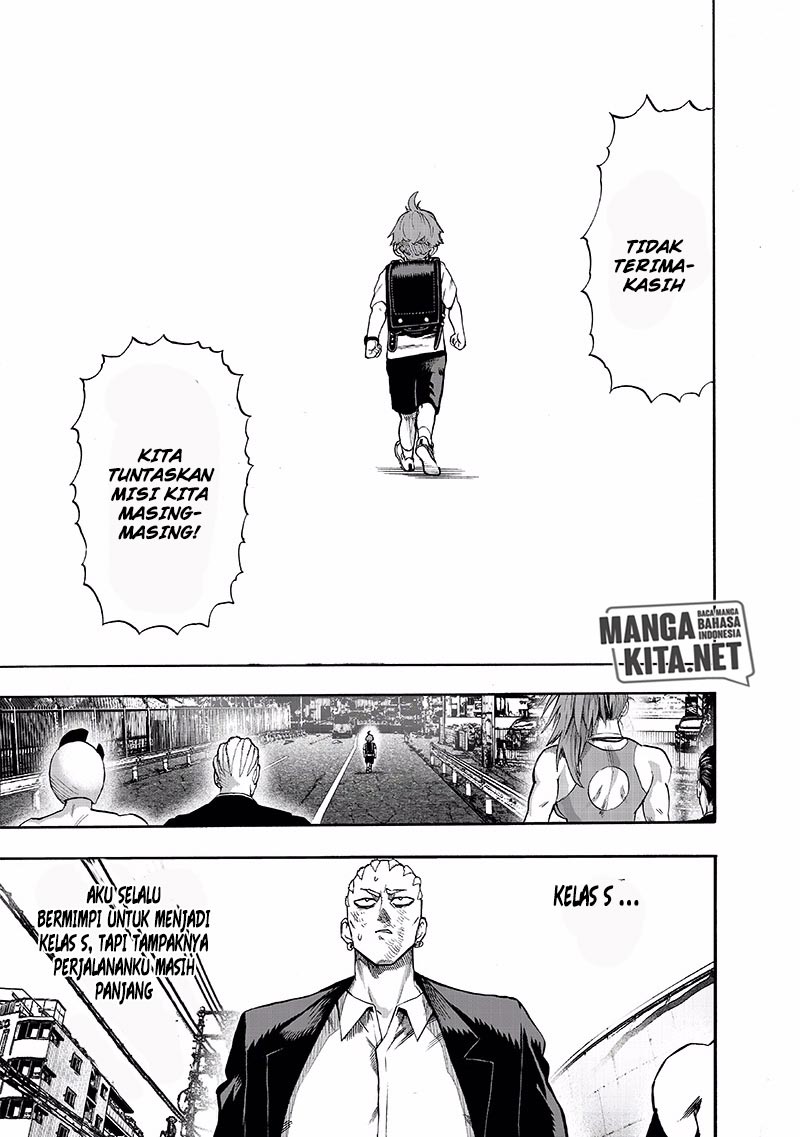 TIDAK
TERIMA-
KASIH
KITA
TUNTASKAN
MISI KITA
MASING-
MASING!
MANGA
KITA.NET
BACA MANGA
BAHASA
INDONESIA
KELAS S ...
AKU SELALU
BERMIMPI UNTUK MENJADI
KELAS S, TAPI TAMPAKNYA
PERJALANANKU MASIH
PANJANG